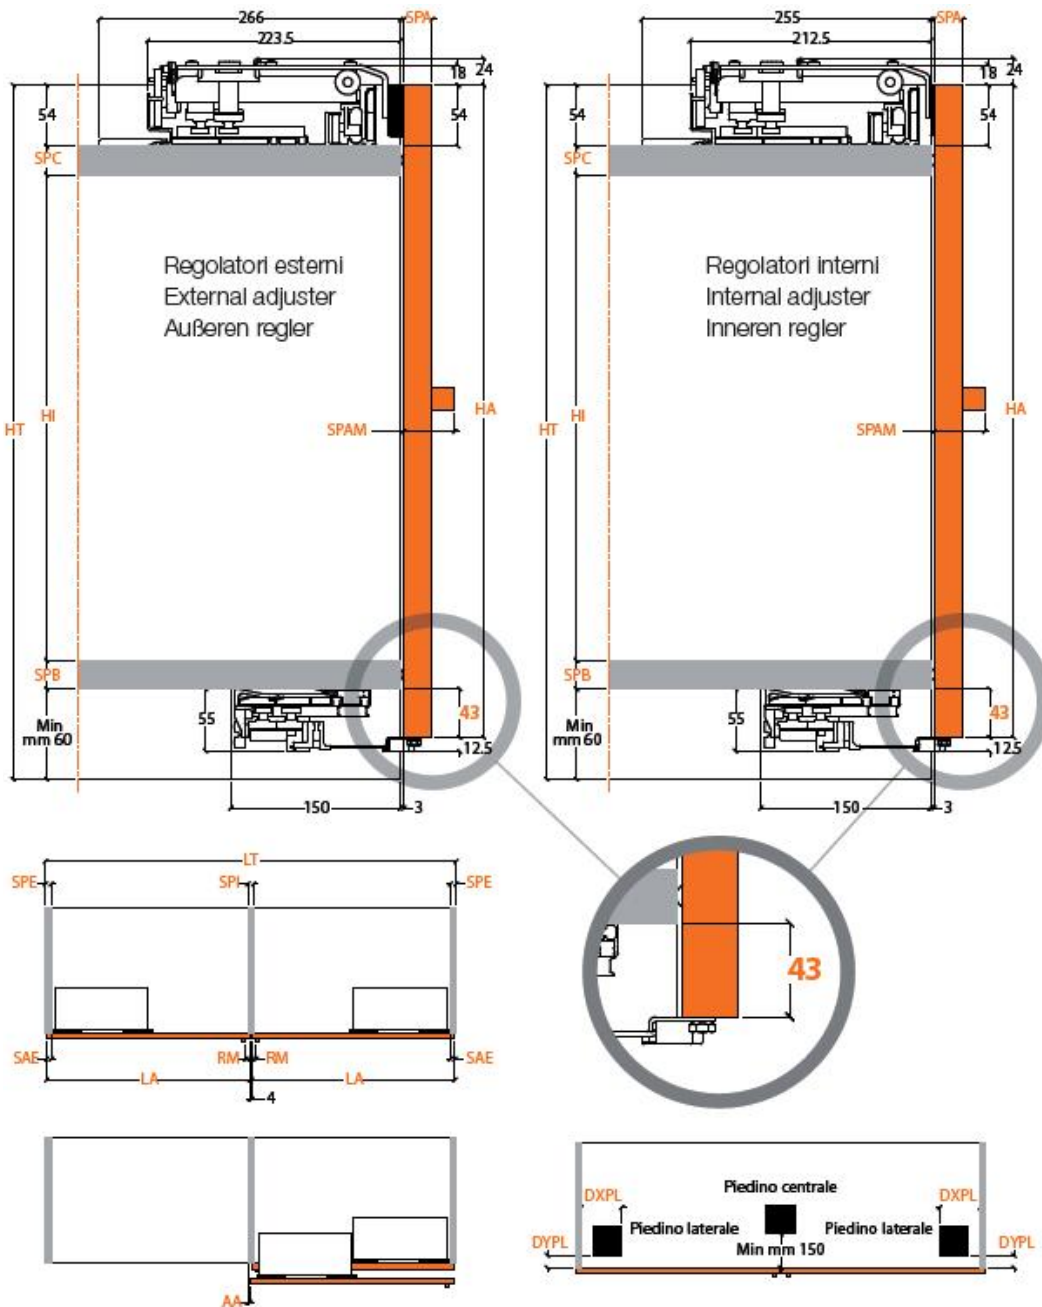 266 SPA 255 SPA
223.5 212.5
18 24 18 24
54 54 54 54
SPC SPC
Regolatori esterni
External adjuster
Außeren regler
Regolatori interni
Internal adjuster
Inneren regler
HT HI HA HT HI HA
SPAM SPAM
SPB SPB
Min
mm 60
55 43
12.5
150 3
Min
mm 60
55 43
12.5
150 3
LT
SPE SPI SPE
43
SAE RM RM SAE
LA LA
4
Piedino centrale
DXPL DXPL
Piedino laterale Piedino laterale
DYPL Min mm 150 DYPL
AA